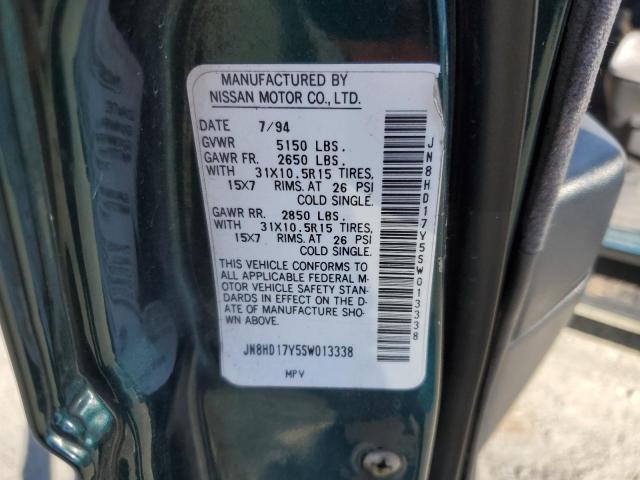 MANUFACTURED BY
NISSAN MOTOR CO., LTD.
DATE 7/94
GVWR 5150 LBS.
GAWR FR. 2650 LBS.
WITH 31X10.5R15 TIRES,
15X7 RIMS, AT 26 PSI
COLD SINGLE.
GAWR RR. 2850 LBS.
WITH 31X10.5R15 TIRES,
15X7 RIMS, AT 26 PSI
COLD SINGLE.
THIS VEHICLE CONFORMS TO
ALL APPLICABLE FEDERAL M-
OTOR VEHICLE SAFETY STAN-
DARDS IN EFFECT ON THE D-
ATE OF MANUFACTURE SHO-
WN ABOVE.
JN8HD17Y5SW013338
MPV
JN8HD17Y5SW013338